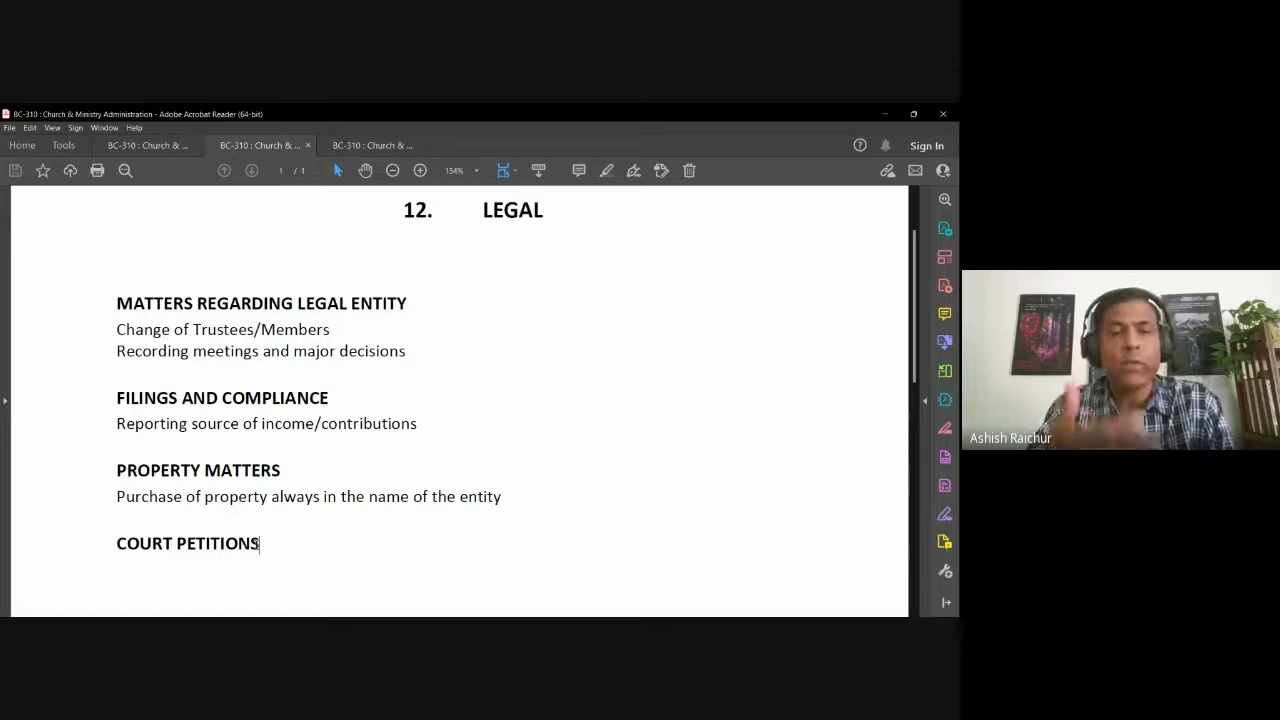 BC-310 : Church & Ministry Administration - Adobe Acrobat Reader (64-bit)
File Edit View Sign Window Help
Home Tools BC-310 : Church & ... BC-310 : Church & ... × BC-310 : Church & ... Sign In
1 / 1 154%
12. LEGAL
MATTERS REGARDING LEGAL ENTITY
Change of Trustees/Members
Recording meetings and major decisions
FILINGS AND COMPLIANCE
Reporting source of income/contributions
PROPERTY MATTERS
Purchase of property always in the name of the entity
COURT PETITIONS
Ashish Raichur